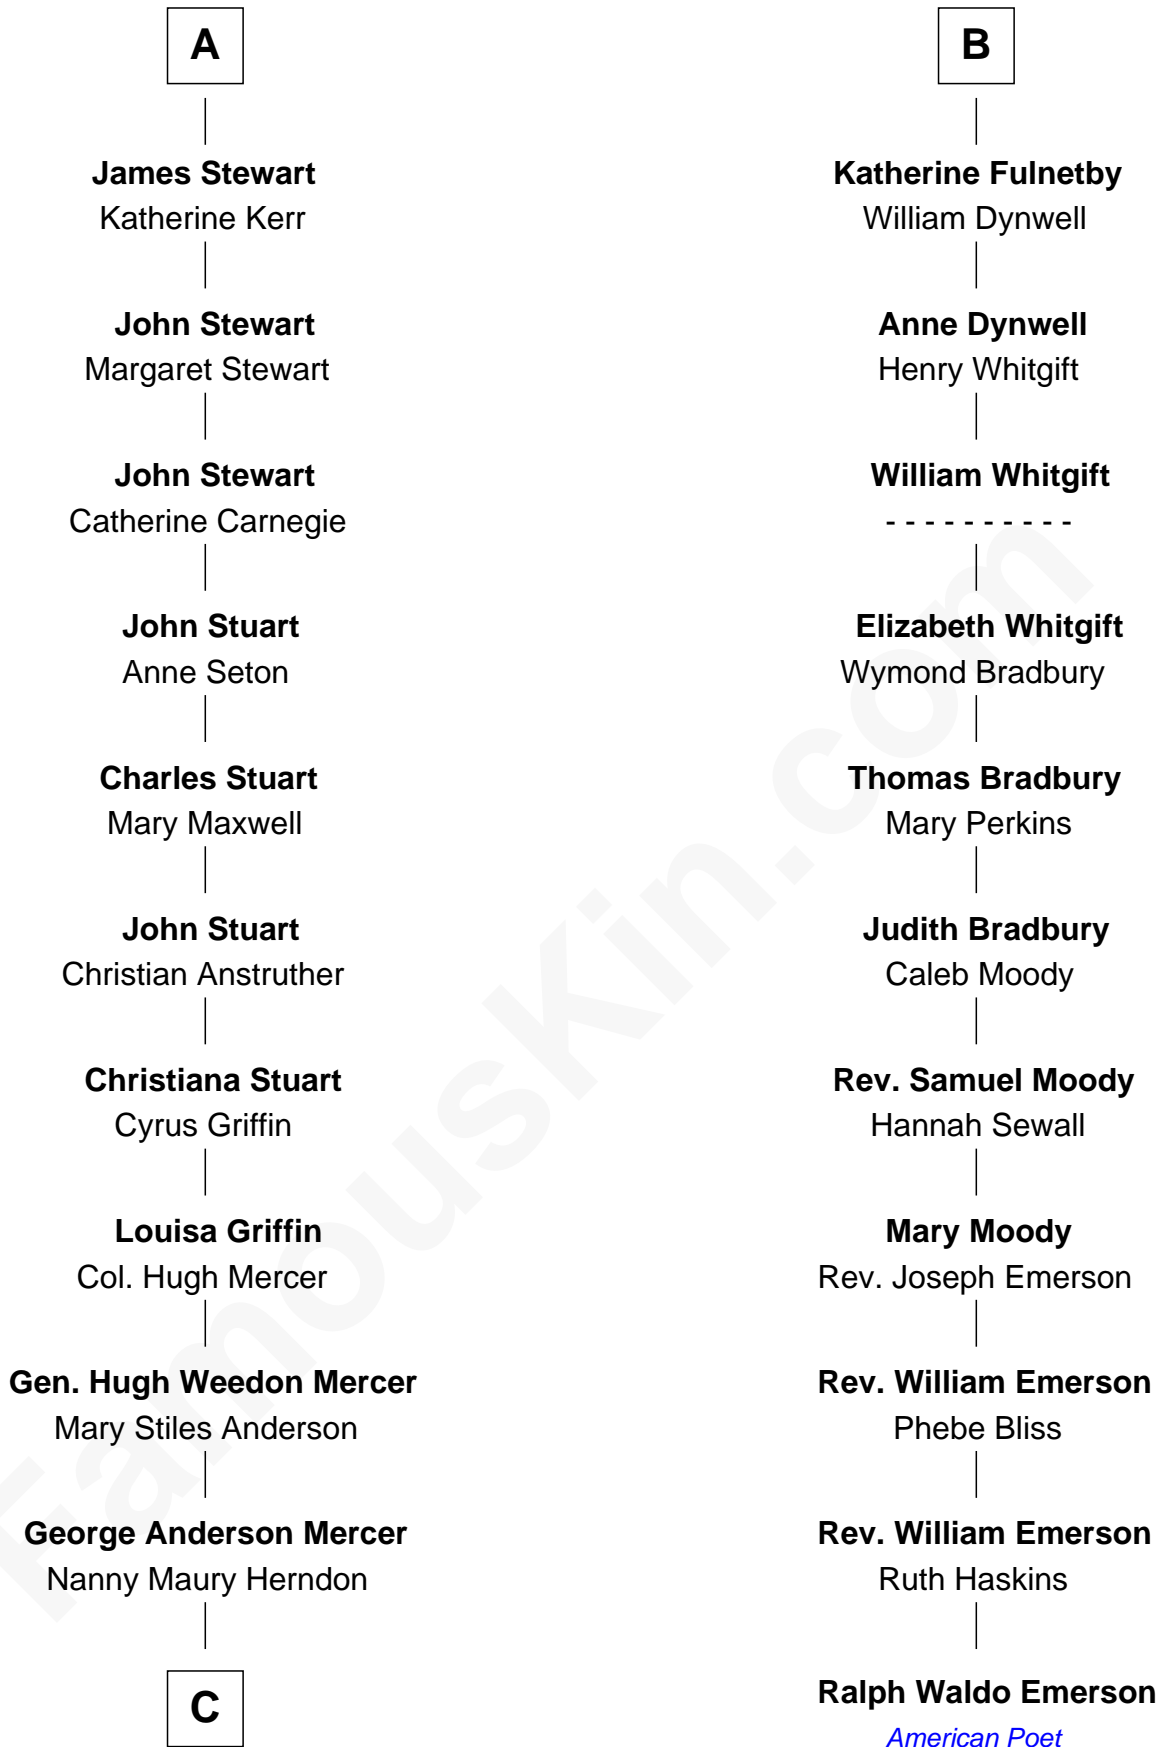 A
James Stewart
Katherine Kerr
John Stewart
Margaret Stewart
John Stewart
Catherine Carnegie
John Stuart
Anne Seton
Charles Stuart
Mary Maxwell
John Stuart
Christian Anstruther
Christiana Stuart
Cyrus Griffin
Louisa Griffin
Col. Hugh Mercer
Gen. Hugh Weedon Mercer
Mary Stiles Anderson
George Anderson Mercer
Nanny Maury Herndon
C
B
Katherine Fulnetby
William Dynwell
Anne Dynwell
Henry Whitgift
William Whitgift
- - - - - - - - - -
Elizabeth Whitgift
Wymond Bradbury
Thomas Bradbury
Mary Perkins
Judith Bradbury
Caleb Moody
Rev. Samuel Moody
Hannah Sewall
Mary Moody
Rev. Joseph Emerson
Rev. William Emerson
Phebe Bliss
Rev. William Emerson
Ruth Haskins
Ralph Waldo Emerson
American Poet
FamousKin.com